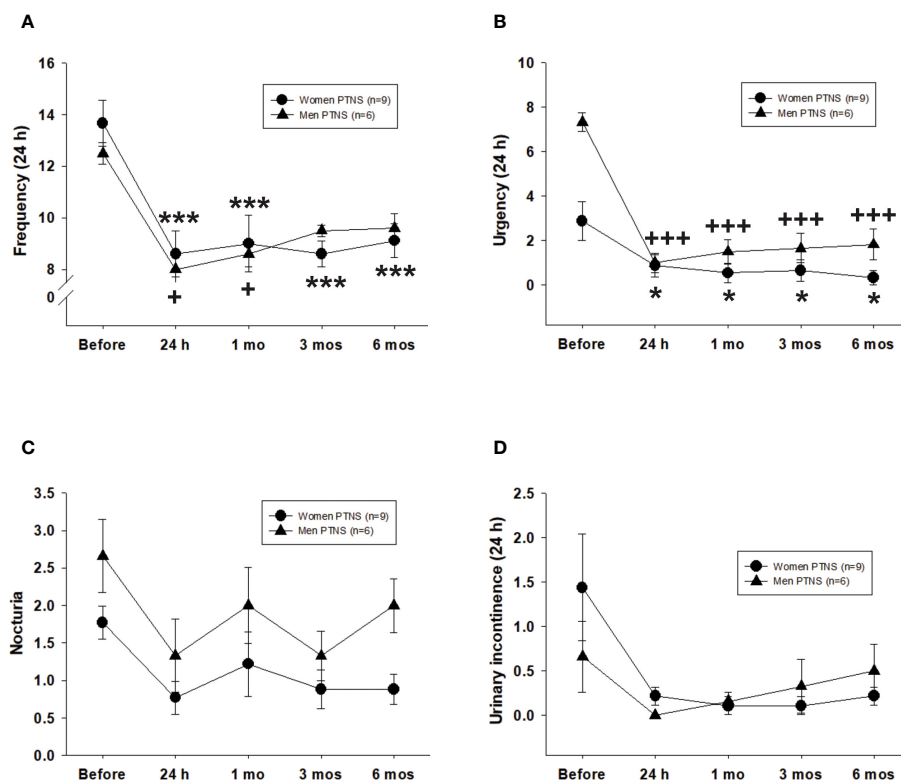 A
Frequency (24 h)
16
14
12
10
8
0
Women PTNS (n=9)
Men PTNS (n=6)
***
***
***
***
+
+
Before
24 h
1 mo
3 mos
6 mos
B
Urgency (24 h)
10
8
6
4
2
0
Women PTNS (n=9)
Men PTNS (n=6)
+++
+++
+++
+++
*
*
*
*
Before
24 h
1 mo
3 mos
6 mos
C
Nocturia
3.5
3.0
2.5
2.0
1.5
1.0
0.5
0.0
Women PTNS (n=9)
Men PTNS (n=6)
Before
24 h
1 mo
3 mos
6 mos
D
Urinary incontinence (24 h)
2.5
2.0
1.5
1.0
0.5
0.0
Women PTNS (n=9)
Men PTNS (n=6)
Before
24 h
1 mo
3 mos
6 mos